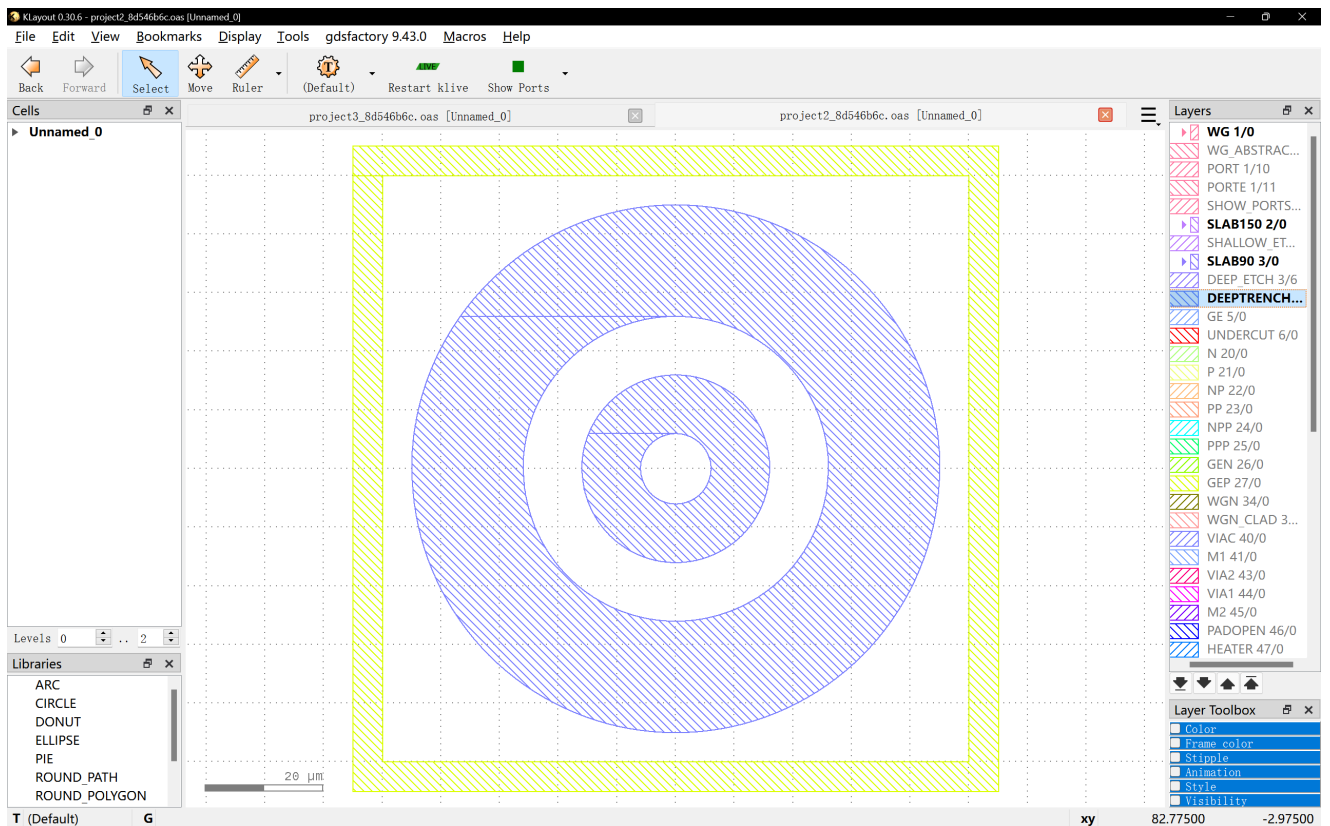 KLayout 0.30.6 - project2_8d546b6c.oas [Unnamed_0]
File Edit View Bookmarks Display Tools gdsfactory 9.43.0 Macros Help
LIVE
Back Forward Select Move Ruler (Default) Restart klive Show Ports
Cells
Unnamed_0
Levels 0 .. 2
Libraries
ARC
CIRCLE
DONUT
ELLIPSE
PIE
ROUND_PATH
ROUND_POLYGON
project3_8d546b6c.oas [Unnamed_0] project2_8d546b6c.oas [Unnamed_0]
20 µm
Layers
WG 1/0
WG_ABSTRAC...
PORT 1/10
PORTE 1/11
SHOW_PORTS...
SLAB150 2/0
SHALLOW_ET...
SLAB90 3/0
DEEP_ETCH 3/6
DEEPTRENCH...
GE 5/0
UNDERCUT 6/0
N 20/0
P 21/0
NP 22/0
PP 23/0
NPP 24/0
PPP 25/0
GEN 26/0
GEP 27/0
WGN 34/0
WGN_CLAD 3...
VIAC 40/0
M1 41/0
VIA2 43/0
VIA1 44/0
M2 45/0
PADOPEN 46/0
HEATER 47/0
Layer Toolbox
Color
Frame color
Stipple
Animation
Style
Visibility
T (Default) G xy 82.77500 -2.97500